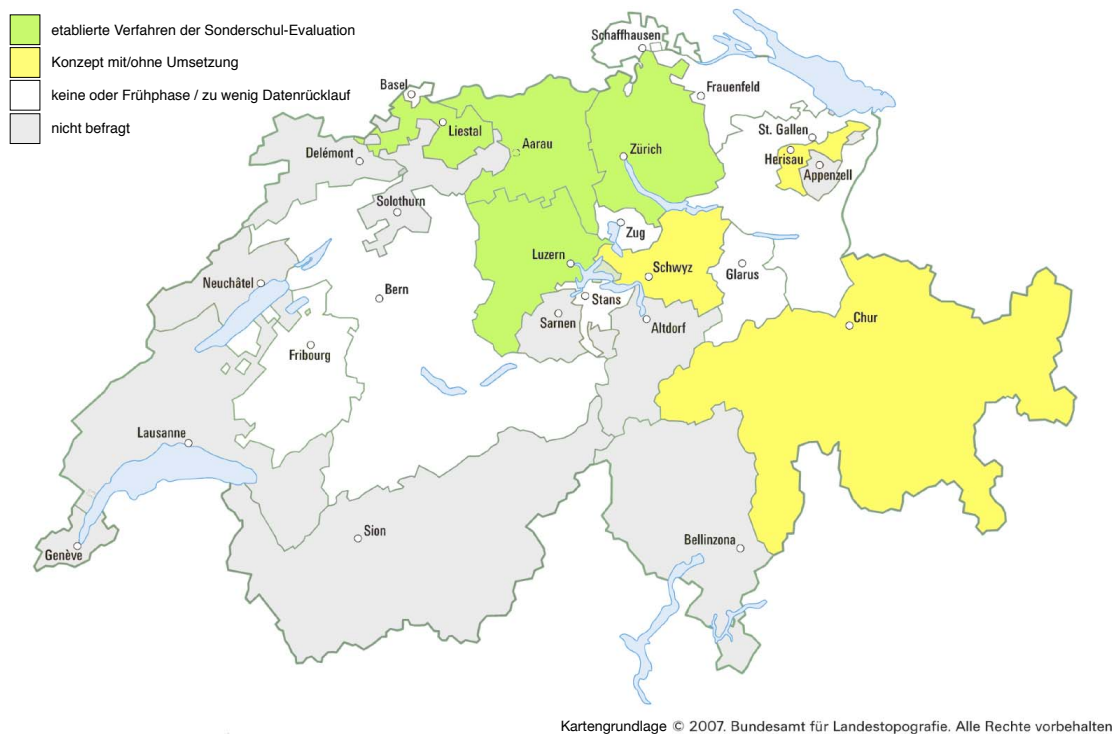 etablierte Verfahren der Sonderschul-Evaluation
Konzept mit/ohne Umsetzung
keine oder Frühphase / zu wenig Datenrücklauf
nicht befragt
Schaffhausen
Basel
Frauenfeld
Liestal
St. Gallen
Delémont
Aarau
Zürich
Herisau
Appenzell
Solothurn
Zug
Luzern
Schwyz
Glarus
Neuchâtel
Bern
Stans
Sarnen
Altdorf
Chur
Fribourg
Lausanne
Sion
Bellinzona
Genève
Kartengrundlage © 2007. Bundesamt für Landestopografie. Alle Rechte vorbehalten